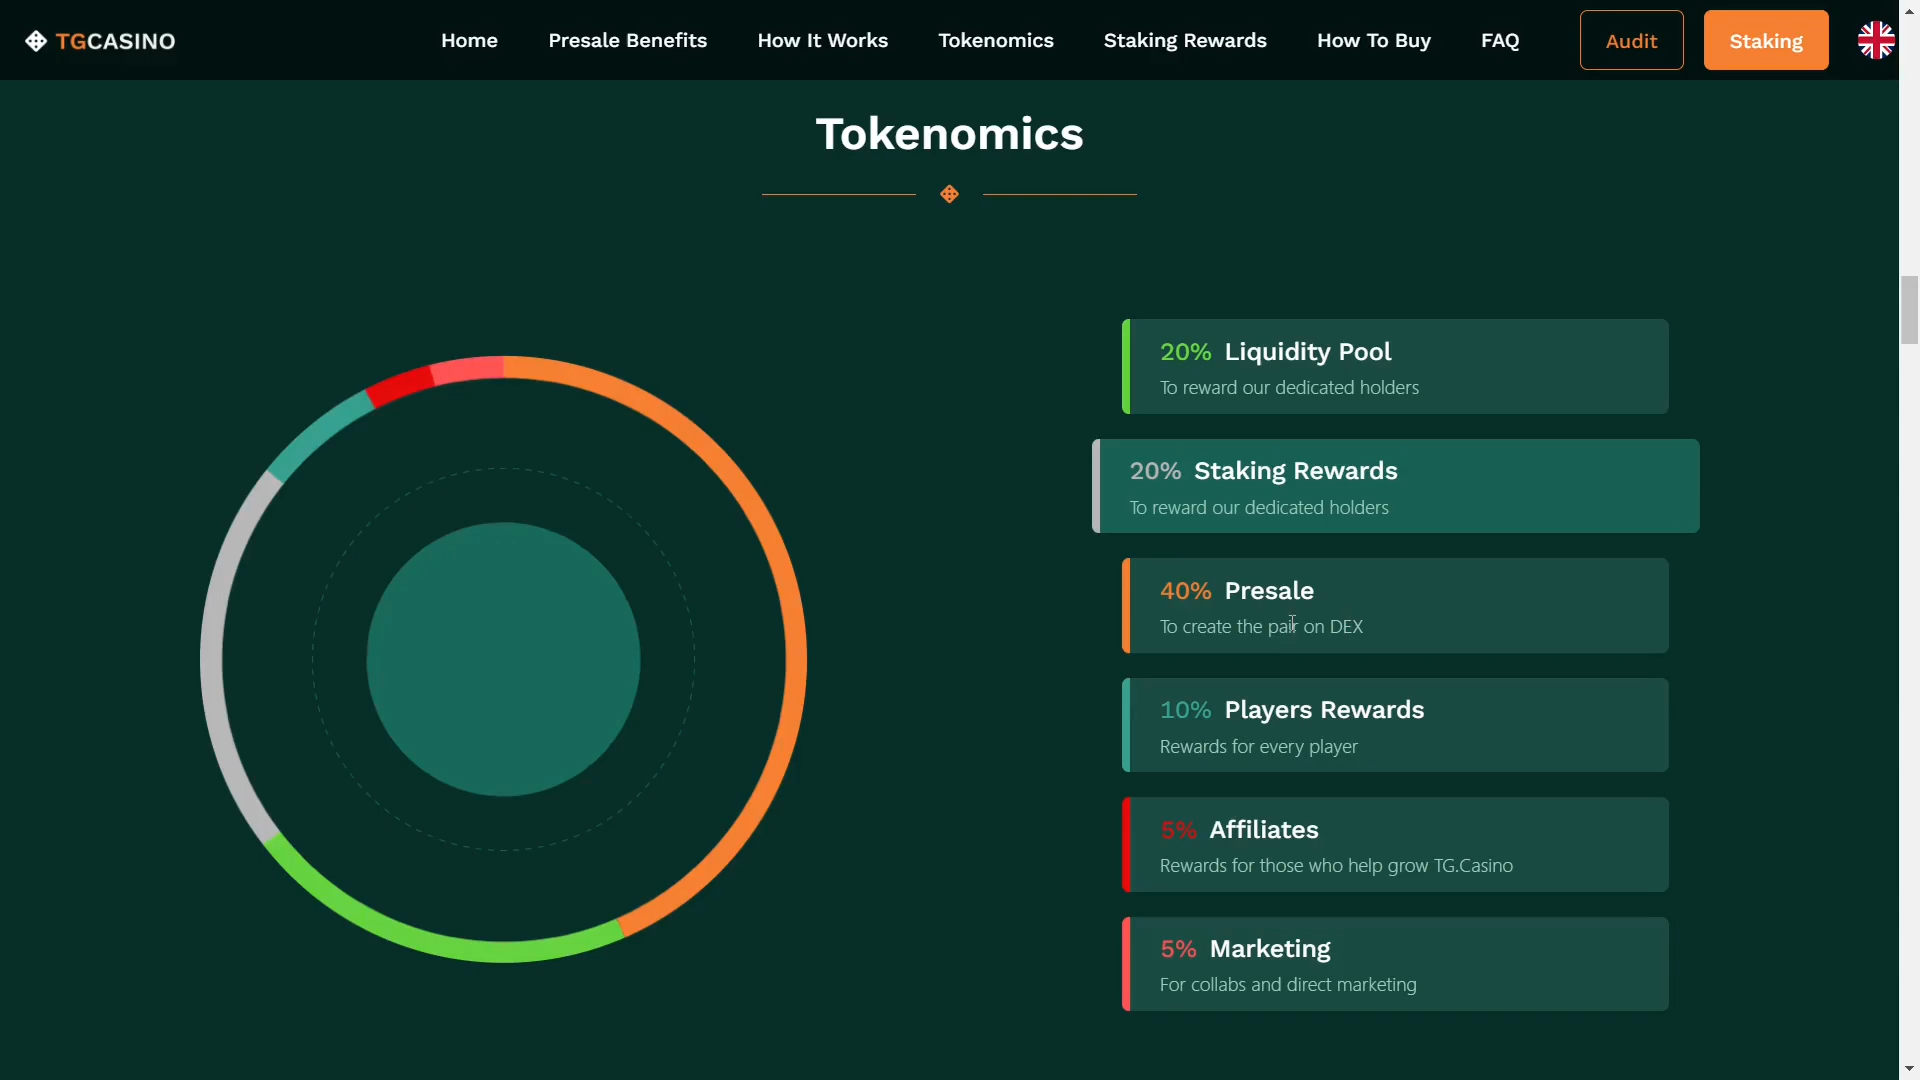 TGCASINO
Home
Presale Benefits
How It Works
Tokenomics
Staking Rewards
How To Buy
FAQ
Audit
Staking
Tokenomics
20% Liquidity Pool
To reward our dedicated holders
20% Staking Rewards
To reward our dedicated holders
40% Presale
To create the pair on DEX
10% Players Rewards
Rewards for every player
5% Affiliates
Rewards for those who help grow TG.Casino
5% Marketing
For collabs and direct marketing